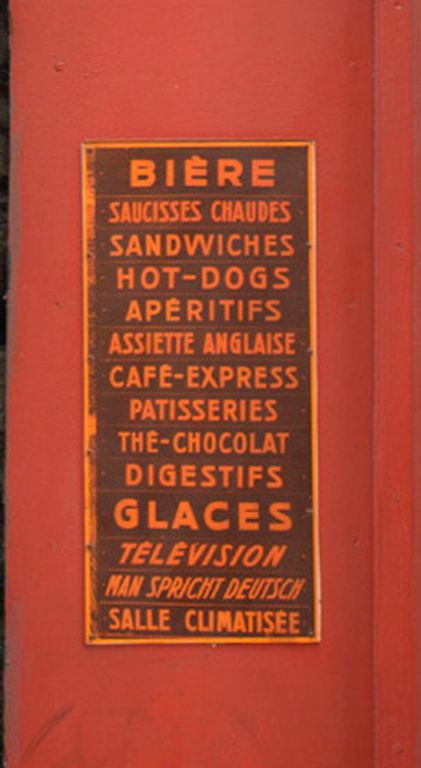 BIÈRE
SAUCISSES CHAUDES
SANDWICHES
HOT-DOGS
APÉRITIFS
ASSIETTE ANGLAISE
CAFÉ-EXPRESS
PATISSERIES
THÉ-CHOCOLAT
DIGESTIFS
GLACES
TÉLÉVISION
MAN SPRICHT DEUTSCH
SALLE CLIMATISÉE